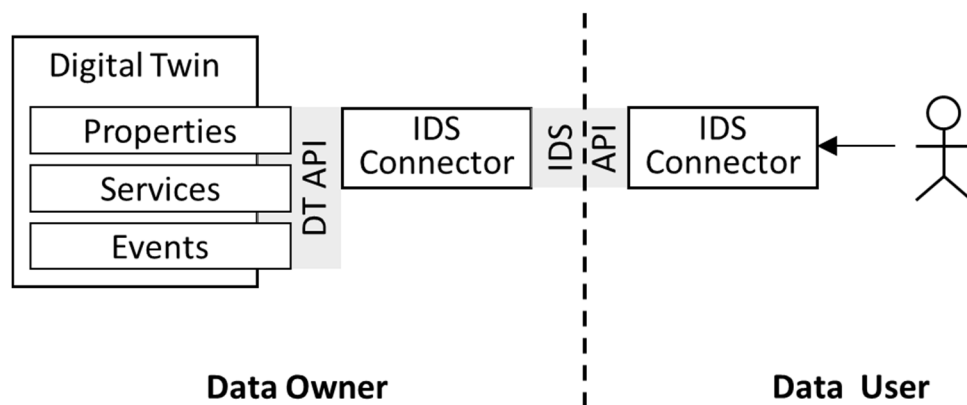 Digital Twin
Properties
Services
Events
DT API
IDS
Connector
IDS
API
IDS
Connector
Data Owner
Data User